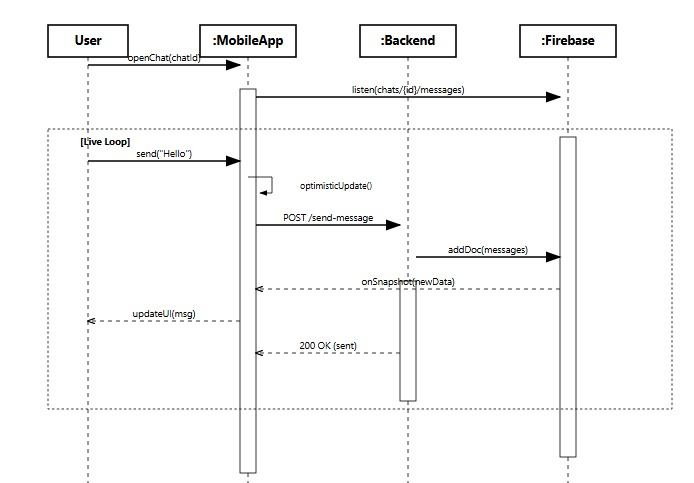 User
:MobileApp
:Backend
:Firebase
openChat(chatId)
listen(chats/{id}/messages)
[Live Loop]
send("Hello")
optimisticUpdate()
POST /send-message
addDoc(messages)
onSnapshot(newData)
updateUI(msg)
200 OK (sent)